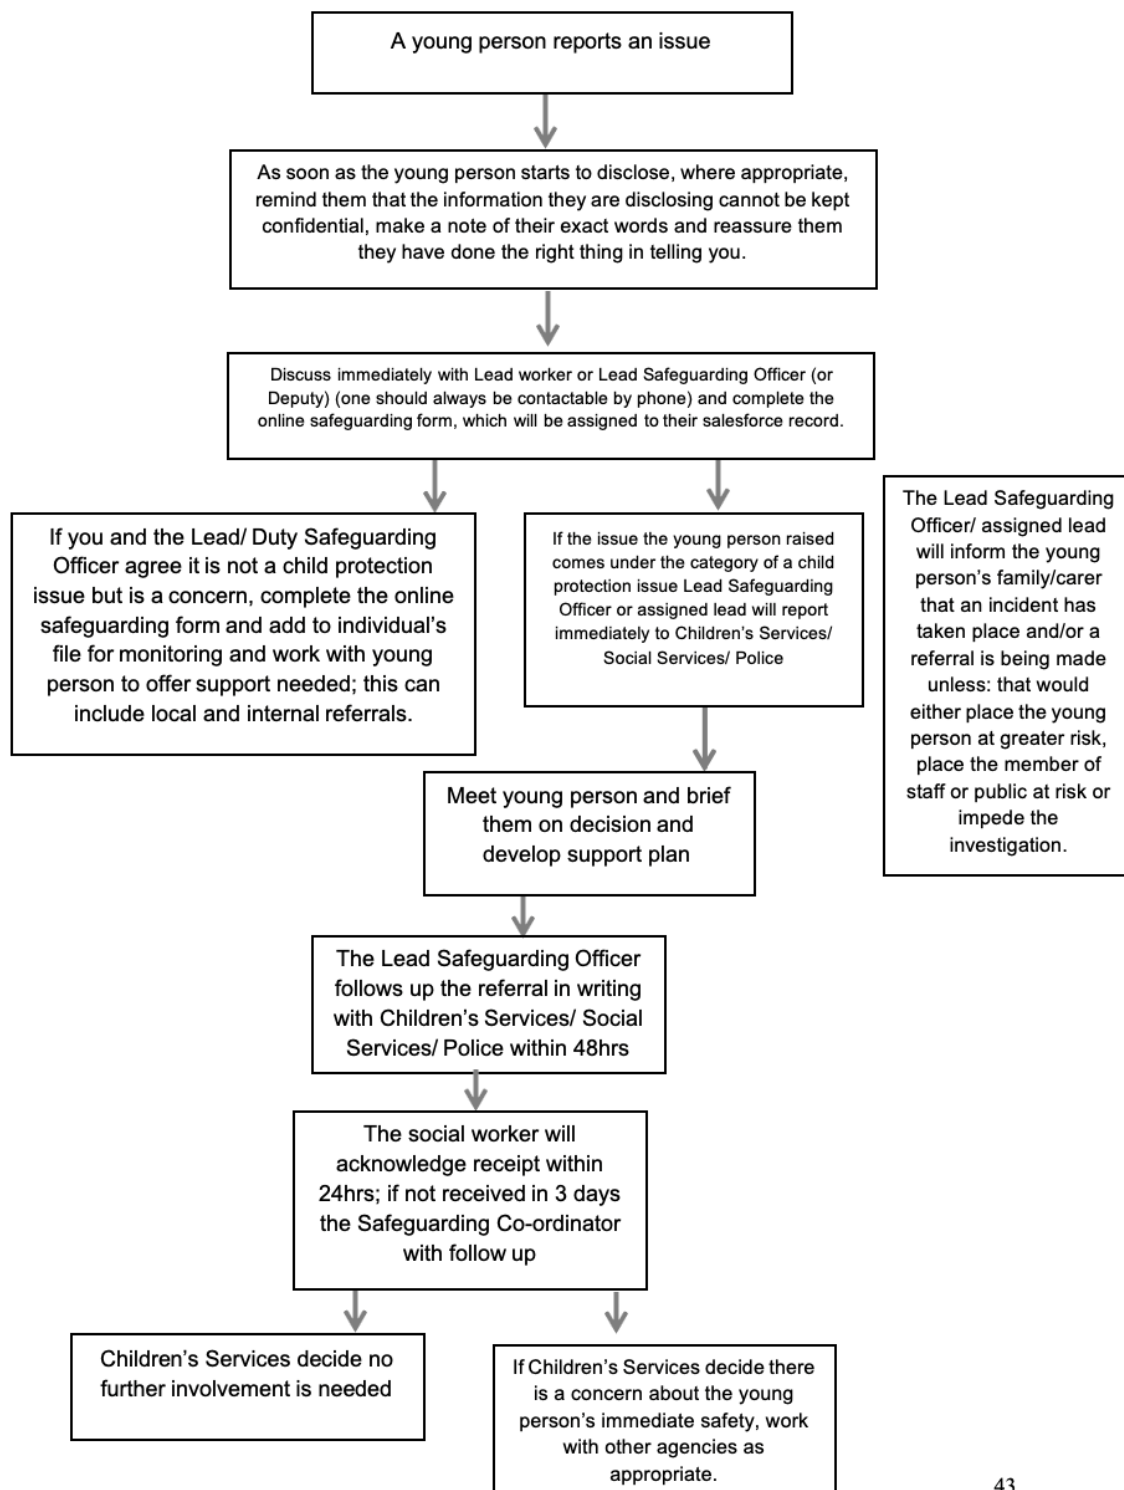 A young person reports an issue
As soon as the young person starts to disclose, where appropriate,
remind them that the information they are disclosing cannot be kept
confidential, make a note of their exact words and reassure them
they have done the right thing in telling you.
Discuss immediately with Lead worker or Lead Safeguarding Officer (or
Deputy) (one should always be contactable by phone) and complete the
online safeguarding form, which will be assigned to their salesforce record.
If you and the Lead/ Duty Safeguarding
Officer agree it is not a child protection
issue but is a concern, complete the online
safeguarding form and add to individual’s
file for monitoring and work with young
person to offer support needed; this can
include local and internal referrals.
If the issue the young person raised
comes under the category of a child
protection issue Lead Safeguarding
Officer or assigned lead will report
immediately to Children’s Services/
Social Services/ Police
The Lead Safeguarding
Officer/ assigned lead
will inform the young
person’s family/carer
that an incident has
taken place and/or a
referral is being made
unless: that would
either place the young
person at greater risk,
place the member of
staff or public at risk or
impede the
investigation.
Meet young person and brief
them on decision and
develop support plan
The Lead Safeguarding Officer
follows up the referral in writing
with Children’s Services/ Social
Services/ Police within 48hrs
The social worker will
acknowledge receipt within
24hrs; if not received in 3 days
the Safeguarding Co-ordinator
with follow up
Children’s Services decide no
further involvement is needed
If Children’s Services decide there
is a concern about the young
person’s immediate safety, work
with other agencies as
appropriate.
43